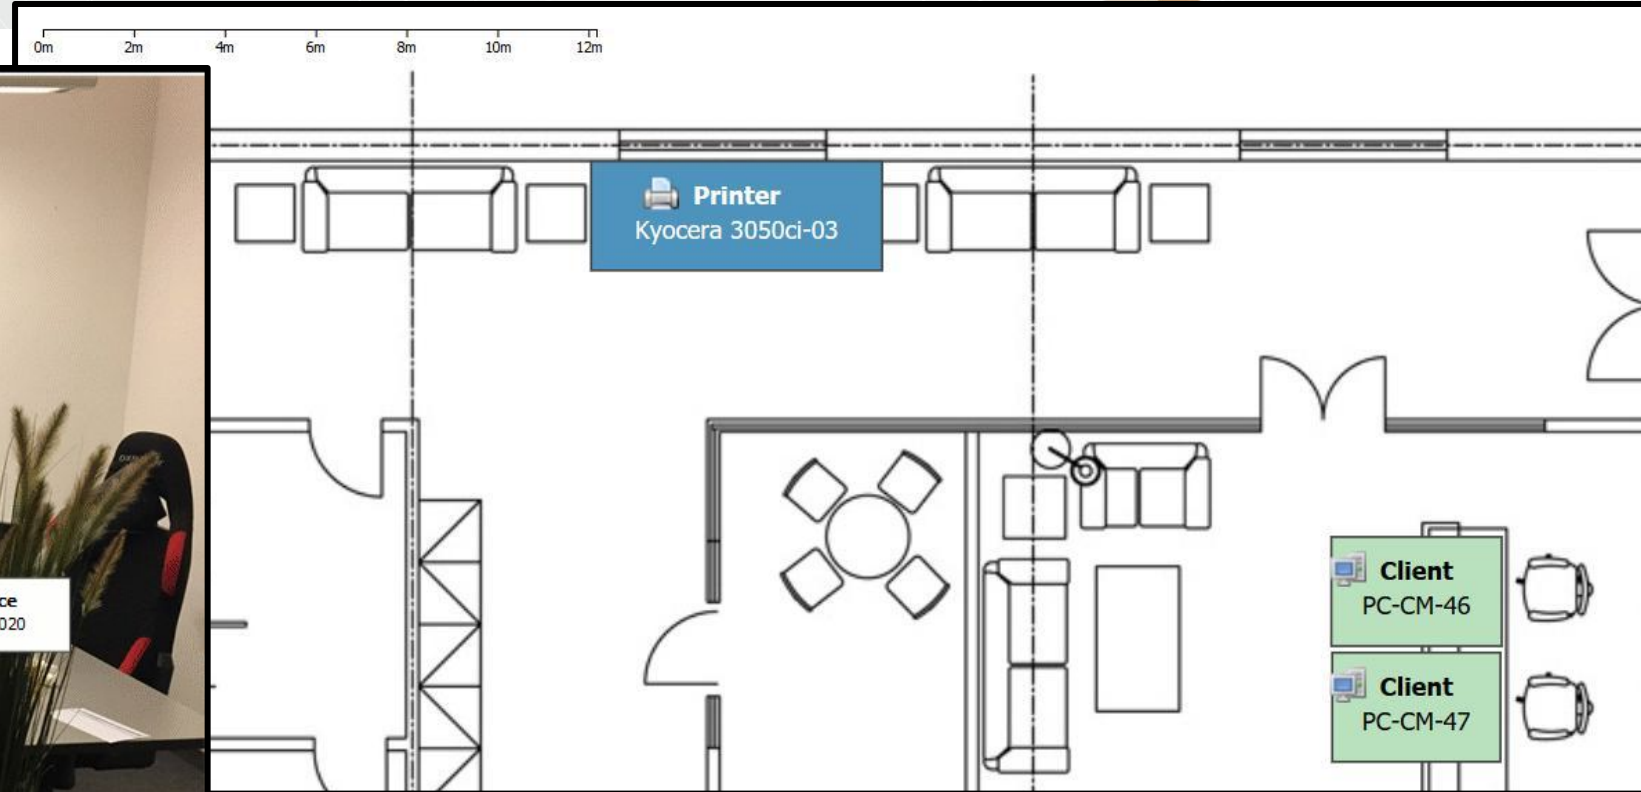 0m 2m 4m 6m 8m 10m 12m
Printer
Kyocera 3050ci-03
Client
PC-CM-46
Client
PC-CM-47